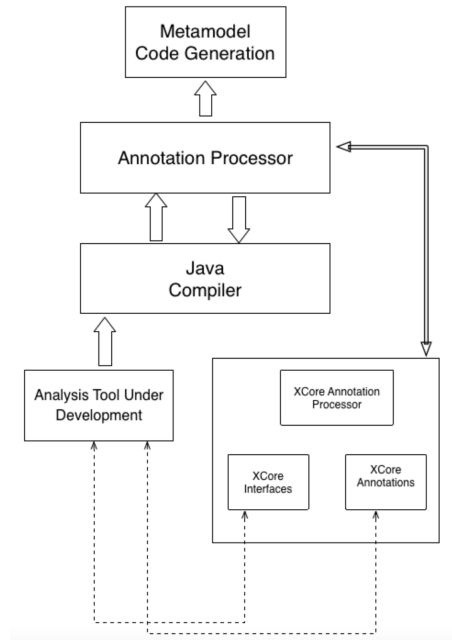 Metamodel
Code Generation
Annotation Processor
Java
Compiler
Analysis Tool Under
Development
XCore Annotation
Processor
XCore
Interfaces
XCore
Annotations